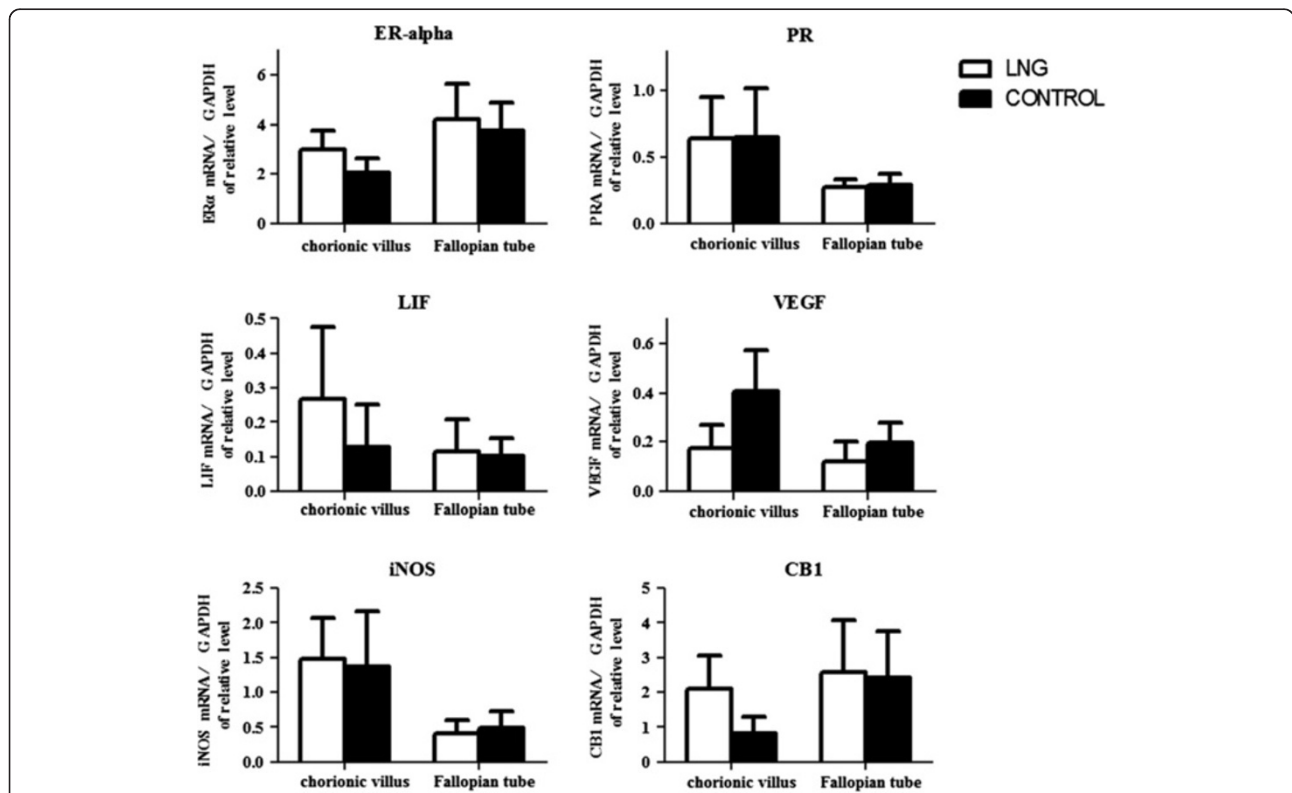 ER-alpha
ERα mRNA/ GAPDH
of relative level
6
4
2
0
chorionic villus
Fallopian tube
PR
PRA mRNA/ GAPDH
of relative level
1.0
0.5
0.0
chorionic villus
Fallopian tube
LNG
CONTROL
LIF
LIF mRNA/ GAPDH
of relative level
0.5
0.4
0.3
0.2
0.1
0.0
chorionic villus
Fallopian tube
VEGF
VEGF mRNA/ GAPDH
of relative level
0.6
0.4
0.2
0.0
chorionic villus
Fallopian tube
iNOS
iNOS mRNA/ GAPDH
of relative level
2.5
2.0
1.5
1.0
0.5
0.0
chorionic villus
Fallopian tube
CB1
CB1 mRNA/ GAPDH
of relative level
5
4
3
2
1
0
chorionic villus
Fallopian tube